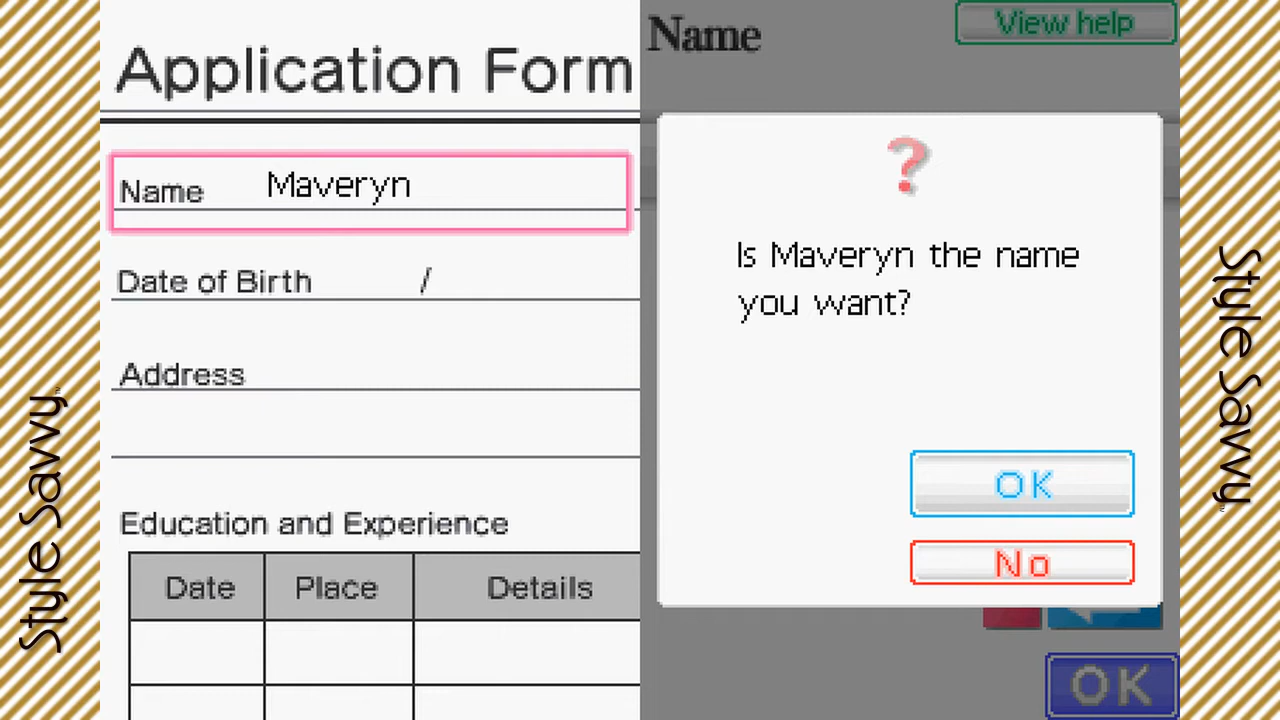 Application Form
Name Maveryn
Date of Birth /
Address
Education and Experience
Date Place Details
Name
View help
?
Is Maveryn the name
you want?
OK
No
OK
Style Savvy
Style Savvy